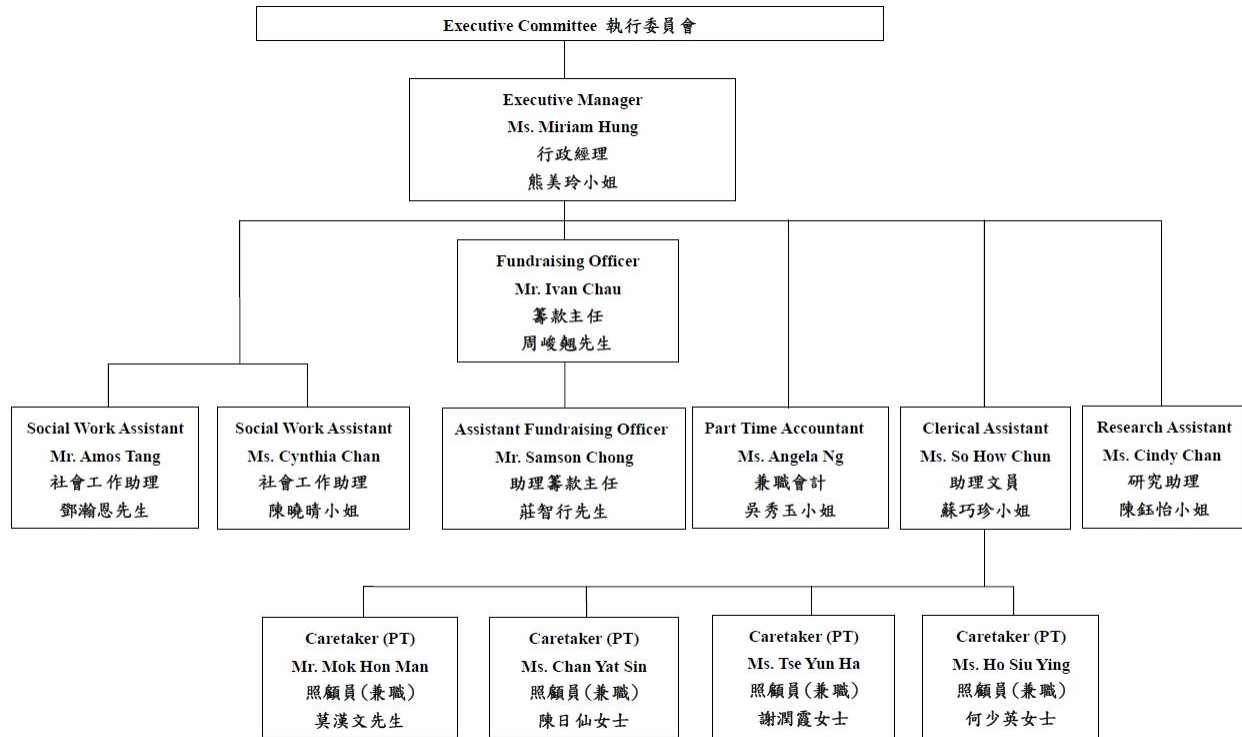 Executive Committee 執行委員會
Executive Manager
Ms. Miriam Hung
行政經理
熊美玲小姐
Fundraising Officer
Mr. Ivan Chau
籌款主任
周峻翹先生
Social Work Assistant
Mr. Amos Tang
社會工作助理
鄧瀚恩先生
Social Work Assistant
Ms. Cynthia Chan
社會工作助理
陳曉晴小姐
Assistant Fundraising Officer
Mr. Samson Chong
助理籌款主任
莊智行先生
Part Time Accountant
Ms. Angela Ng
兼職會計
吳秀玉小姐
Clerical Assistant
Ms. So How Chun
助理文員
蘇巧珍小姐
Research Assistant
Ms. Cindy Chan
研究助理
陳鈺怡小姐
Caretaker (PT)
Mr. Mok Hon Man
照顧員(兼職)
莫漢文先生
Caretaker (PT)
Ms. Chan Yat Sin
照顧員(兼職)
陳日仙女士
Caretaker (PT)
Ms. Tse Yun Ha
照顧員(兼職)
謝潤霞女士
Caretaker (PT)
Ms. Ho Siu Ying
照顧員(兼職)
何少英女士